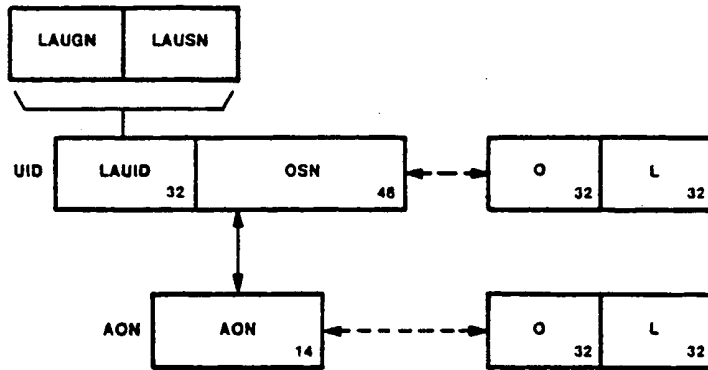 LAUGN LAUSN
UID LAUID 32 OSN 48 O 32 L 32
AON AON 14 O 32 L 32